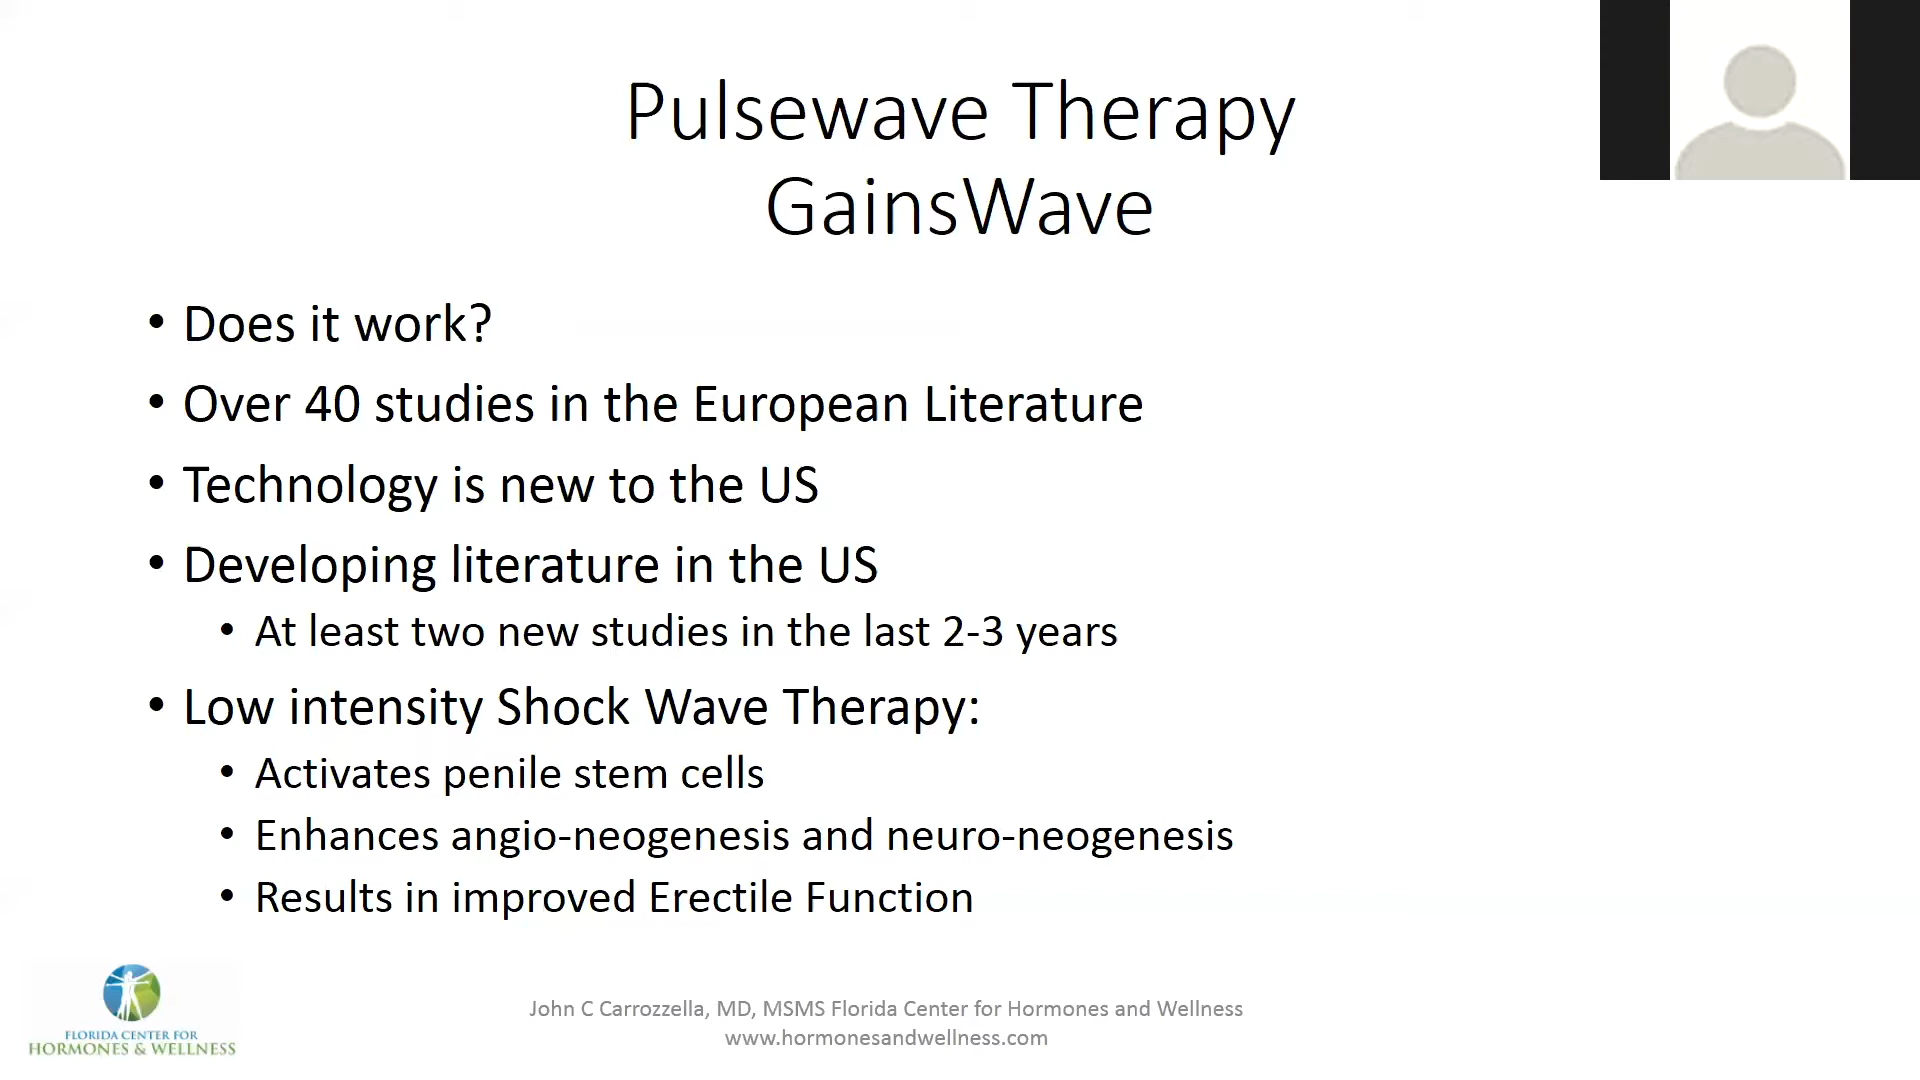 Pulsewave Therapy
GainsWave
• Does it work?
• Over 40 studies in the European Literature
• Technology is new to the US
• Developing literature in the US
• At least two new studies in the last 2-3 years
• Low intensity Shock Wave Therapy:
• Activates penile stem cells
• Enhances angio-neogenesis and neuro-neogenesis
• Results in improved Erectile Function
FLORIDA CENTER FOR
HORMONES & WELLNESS
John C Carrozzella, MD, MSMS Florida Center for Hormones and Wellness
www.hormonesandwellness.com